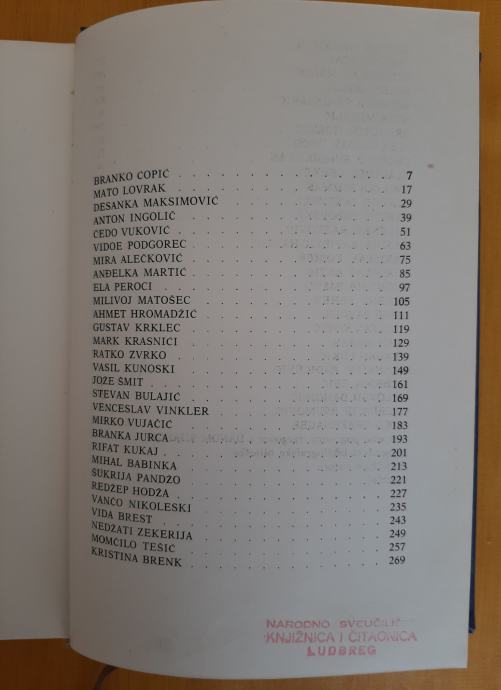 BRANKO ĆOPIĆ . . . . . . . . . . . . . . . 7
MATO LOVRAK . . . . . . . . . . . . . . . 17
DESANKA MAKSIMOVIĆ . . . . . . . . . . . . 29
ANTON INGOLIČ . . . . . . . . . . . . . . . 39
ČEDO VUKOVIĆ . . . . . . . . . . . . . . . 51
VIDOE PODGOREC . . . . . . . . . . . . . . 63
MIRA ALEČKOVIĆ . . . . . . . . . . . . . . 75
ANĐELKA MARTIĆ . . . . . . . . . . . . . . 85
ELA PEROCI . . . . . . . . . . . . . . . . 97
MILIVOJ MATOŠEC . . . . . . . . . . . . . . 105
AHMET HROMADŽIĆ . . . . . . . . . . . . . 111
GUSTAV KRKLEC . . . . . . . . . . . . . . . 119
MARK KRASNIĆI . . . . . . . . . . . . . . . 129
RATKO ZVRKO . . . . . . . . . . . . . . . . 139
VASIL KUNOSKI . . . . . . . . . . . . . . . 149
JOŽE ŠMIT . . . . . . . . . . . . . . . . . 161
STEVAN BULAJIĆ . . . . . . . . . . . . . . 169
VENCESLAV VINKLER . . . . . . . . . . . . . 177
MIRKO VUJAČIĆ . . . . . . . . . . . . . . . 183
BRANKA JURCA . . . . . . . . . . . . . . . 193
RIFAT KUKAJ . . . . . . . . . . . . . . . . 201
MIHAL BABINKA . . . . . . . . . . . . . . . 213
ŠUKRIJA PANDŽO . . . . . . . . . . . . . . 221
REDŽEP HODŽA . . . . . . . . . . . . . . . 227
VANČO NIKOLESKI . . . . . . . . . . . . . . 235
VIDA BREST . . . . . . . . . . . . . . . . 243
NEDŽATI ZEKERIJA . . . . . . . . . . . . . 249
MOMČILO TEŠIĆ . . . . . . . . . . . . . . . 257
KRISTINA BRENK . . . . . . . . . . . . . . 269
NARODNO SVEUČILIŠ
KNJIŽNICA I ČITAONICA
LUDBREG